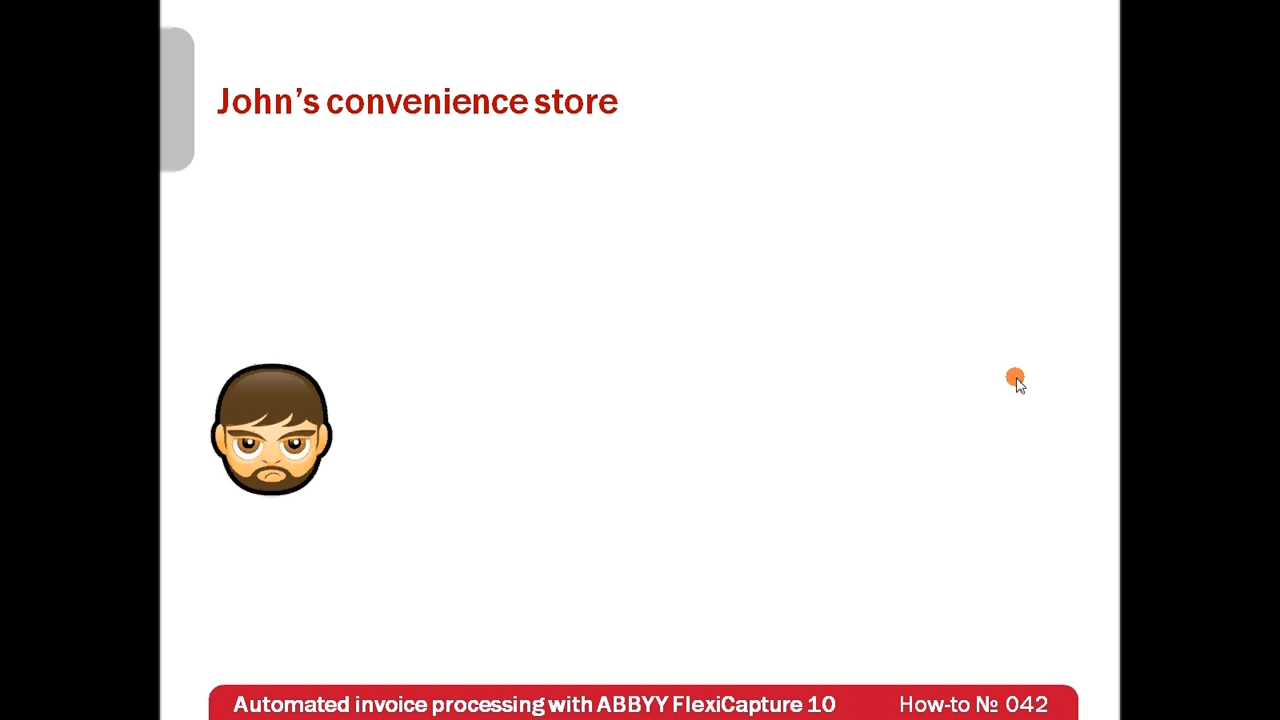 John’s convenience store
Automated invoice processing with ABBYY FlexiCapture 10 How-to № 042